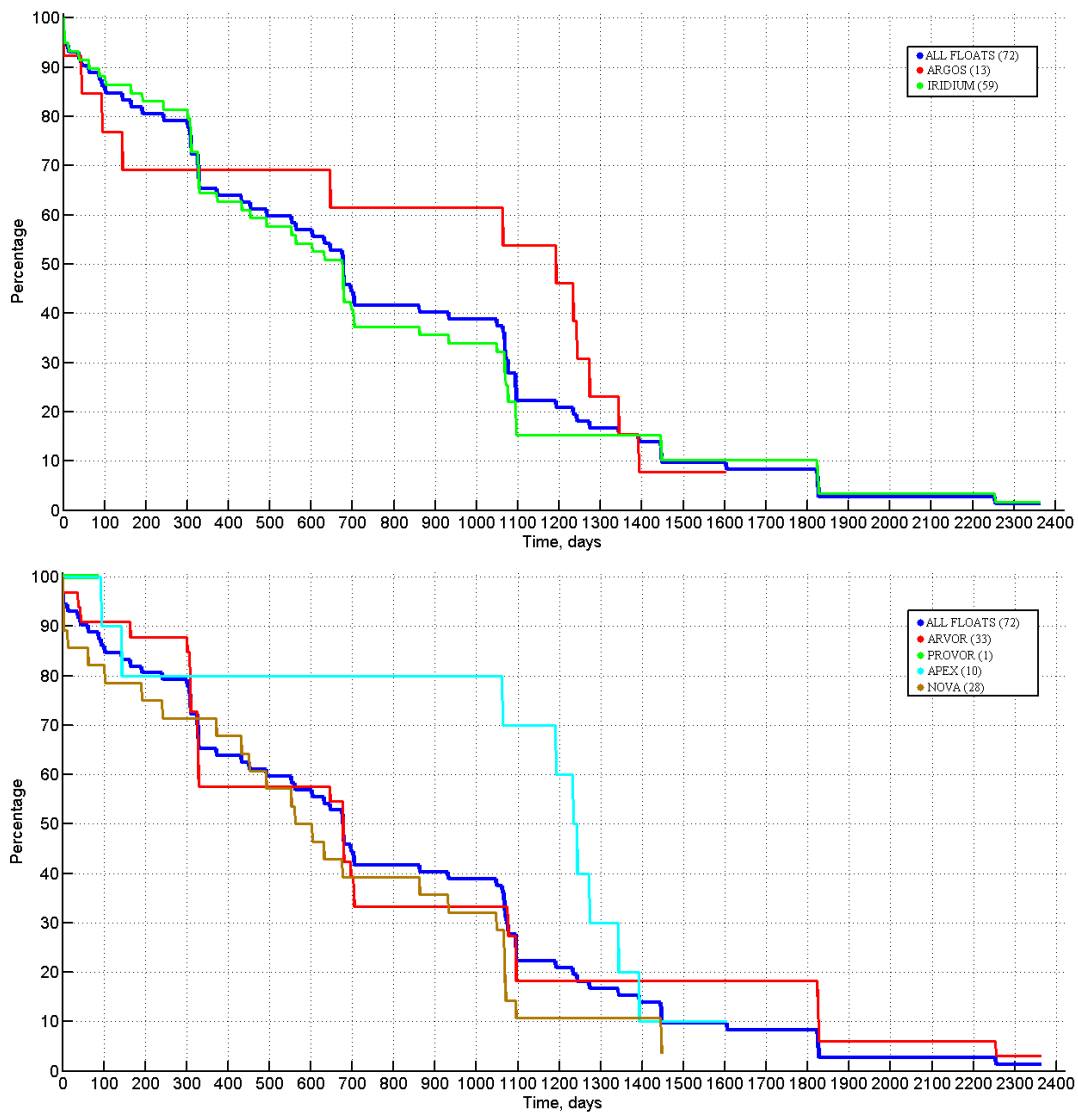 100
90
80
70
60
50
40
30
20
10
0
Percentage
ALL FLOATS (72)
ARGOS (13)
IRIDIUM (59)
0 100 200 300 400 500 600 700 800 900 1000 1100 1200 1300 1400 1500 1600 1700 1800 1900 2000 2100 2200 2300 2400
Time, days
100
90
80
70
60
50
40
30
20
10
0
Percentage
ALL FLOATS (72)
ARVOR (33)
PROVOR (1)
APEX (10)
NOVA (28)
0 100 200 300 400 500 600 700 800 900 1000 1100 1200 1300 1400 1500 1600 1700 1800 1900 2000 2100 2200 2300 2400
Time, days